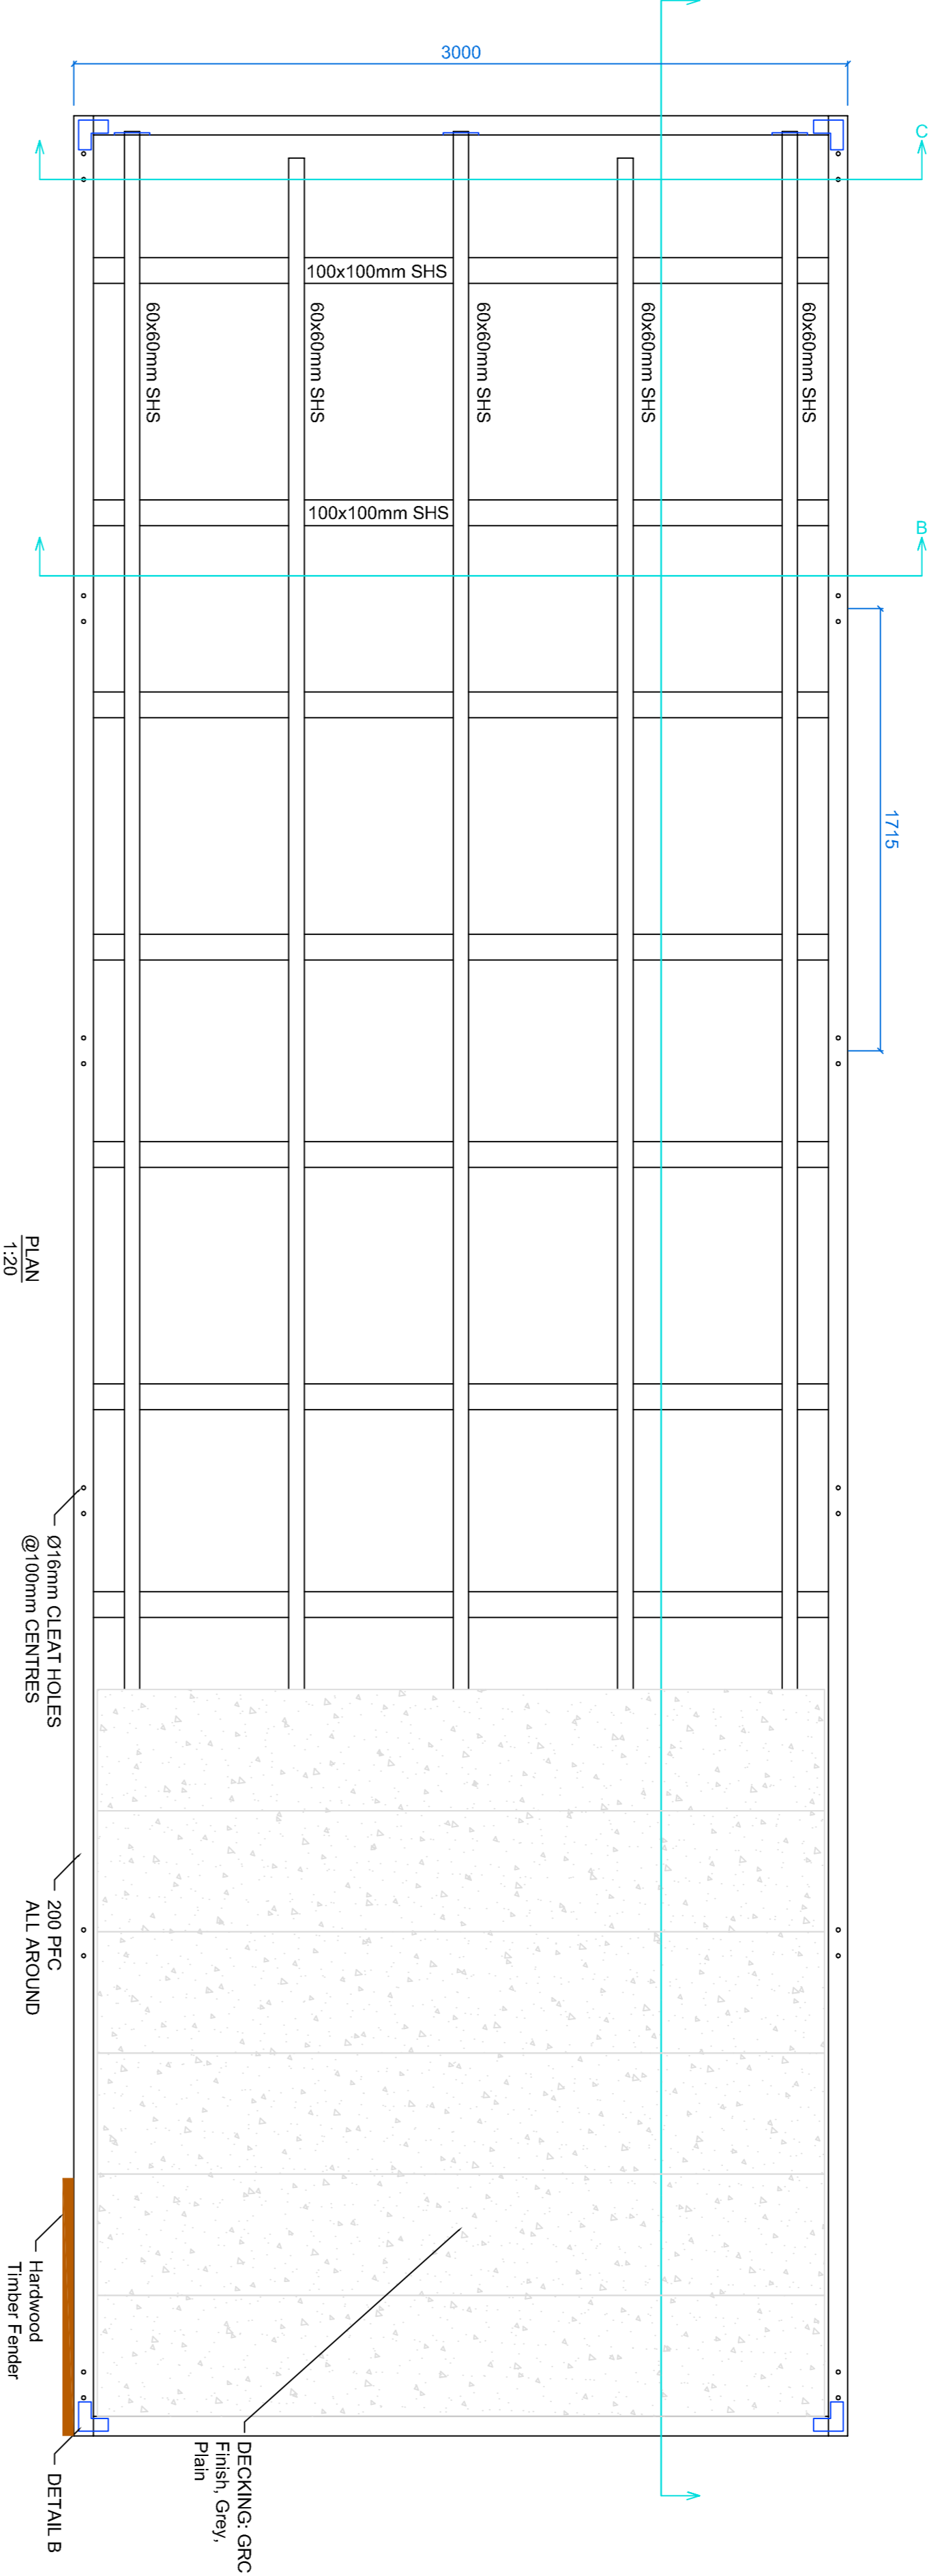 3000
C
100x100mm SHS
60x60mm SHS
60x60mm SHS
60x60mm SHS
60x60mm SHS
60x60mm SHS
100x100mm SHS
B
1715
PLAN
1:20
Ø16mm CLEAT HOLES
@100mm CENTRES
200 PFC
ALL AROUND
Hardwood
Timber Fender
DECKING: GRC
Finish, Grey,
Plain
DETAIL B